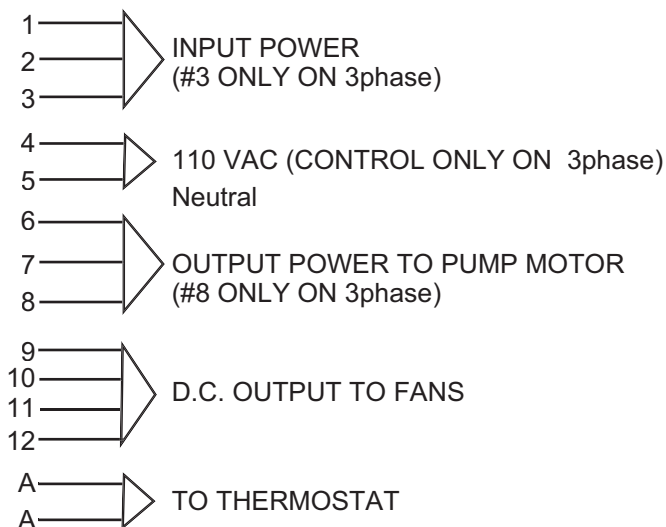 1
2
3
INPUT POWER
(#3 ONLY ON 3phase)
4
5
110 VAC (CONTROL ONLY ON 3phase)
Neutral
6
7
8
OUTPUT POWER TO PUMP MOTOR
(#8 ONLY ON 3phase)
9
10
11
12
D.C. OUTPUT TO FANS
A
A
TO THERMOSTAT